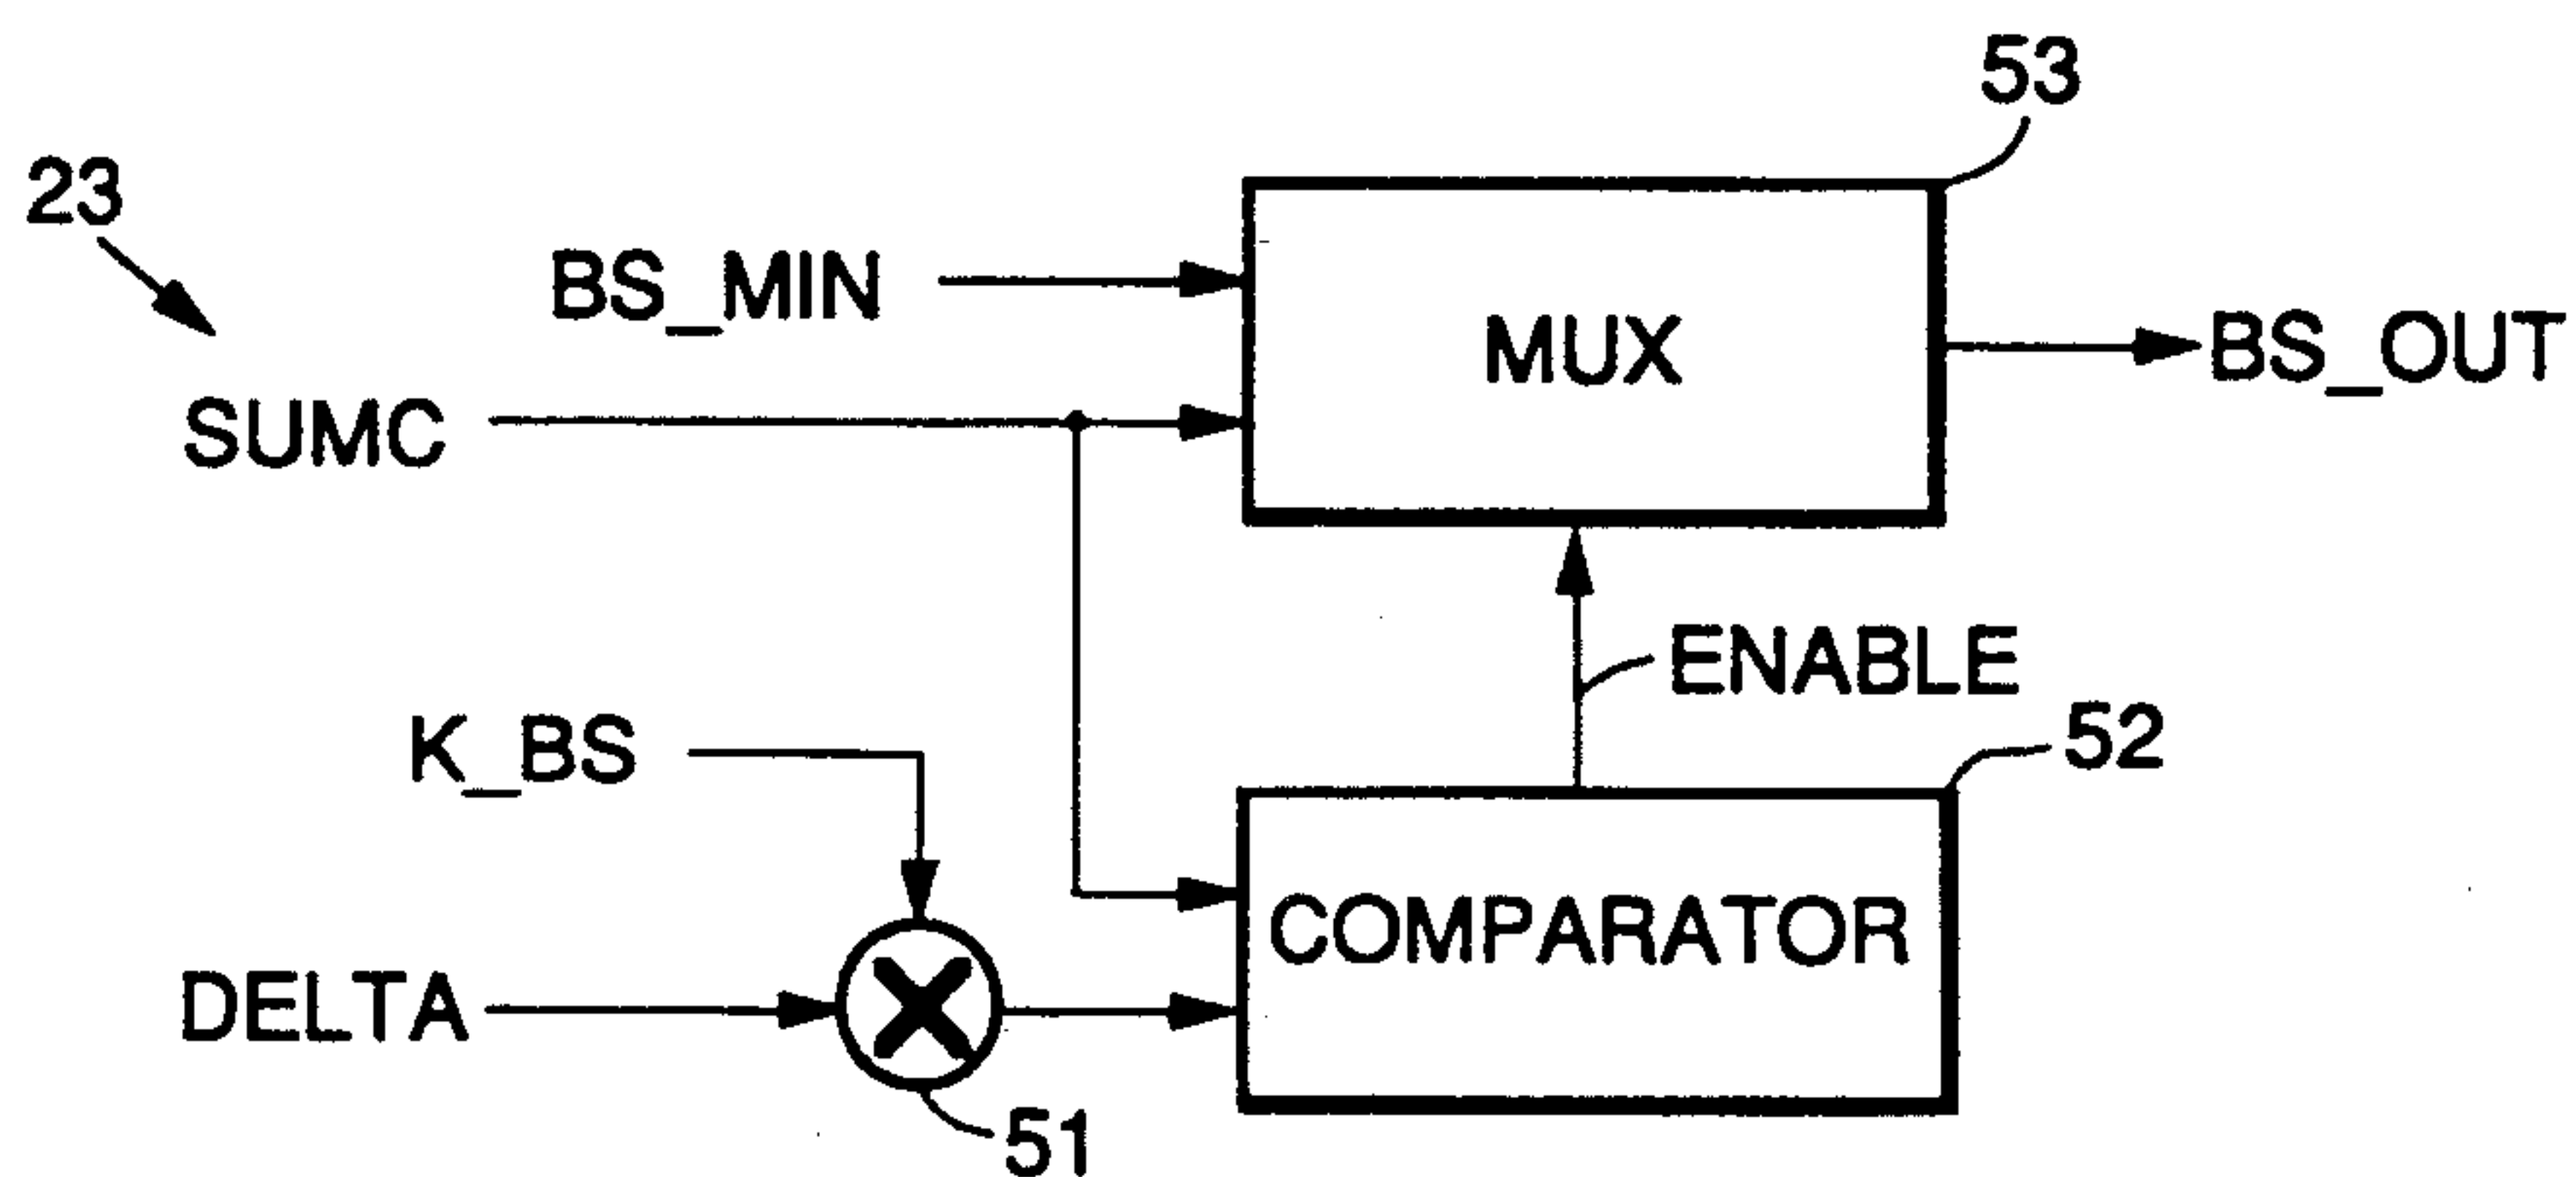 53
23
BS_MIN
MUX
BS_OUT
SUMC
ENABLE
K_BS
52
COMPARATOR
DELTA
51